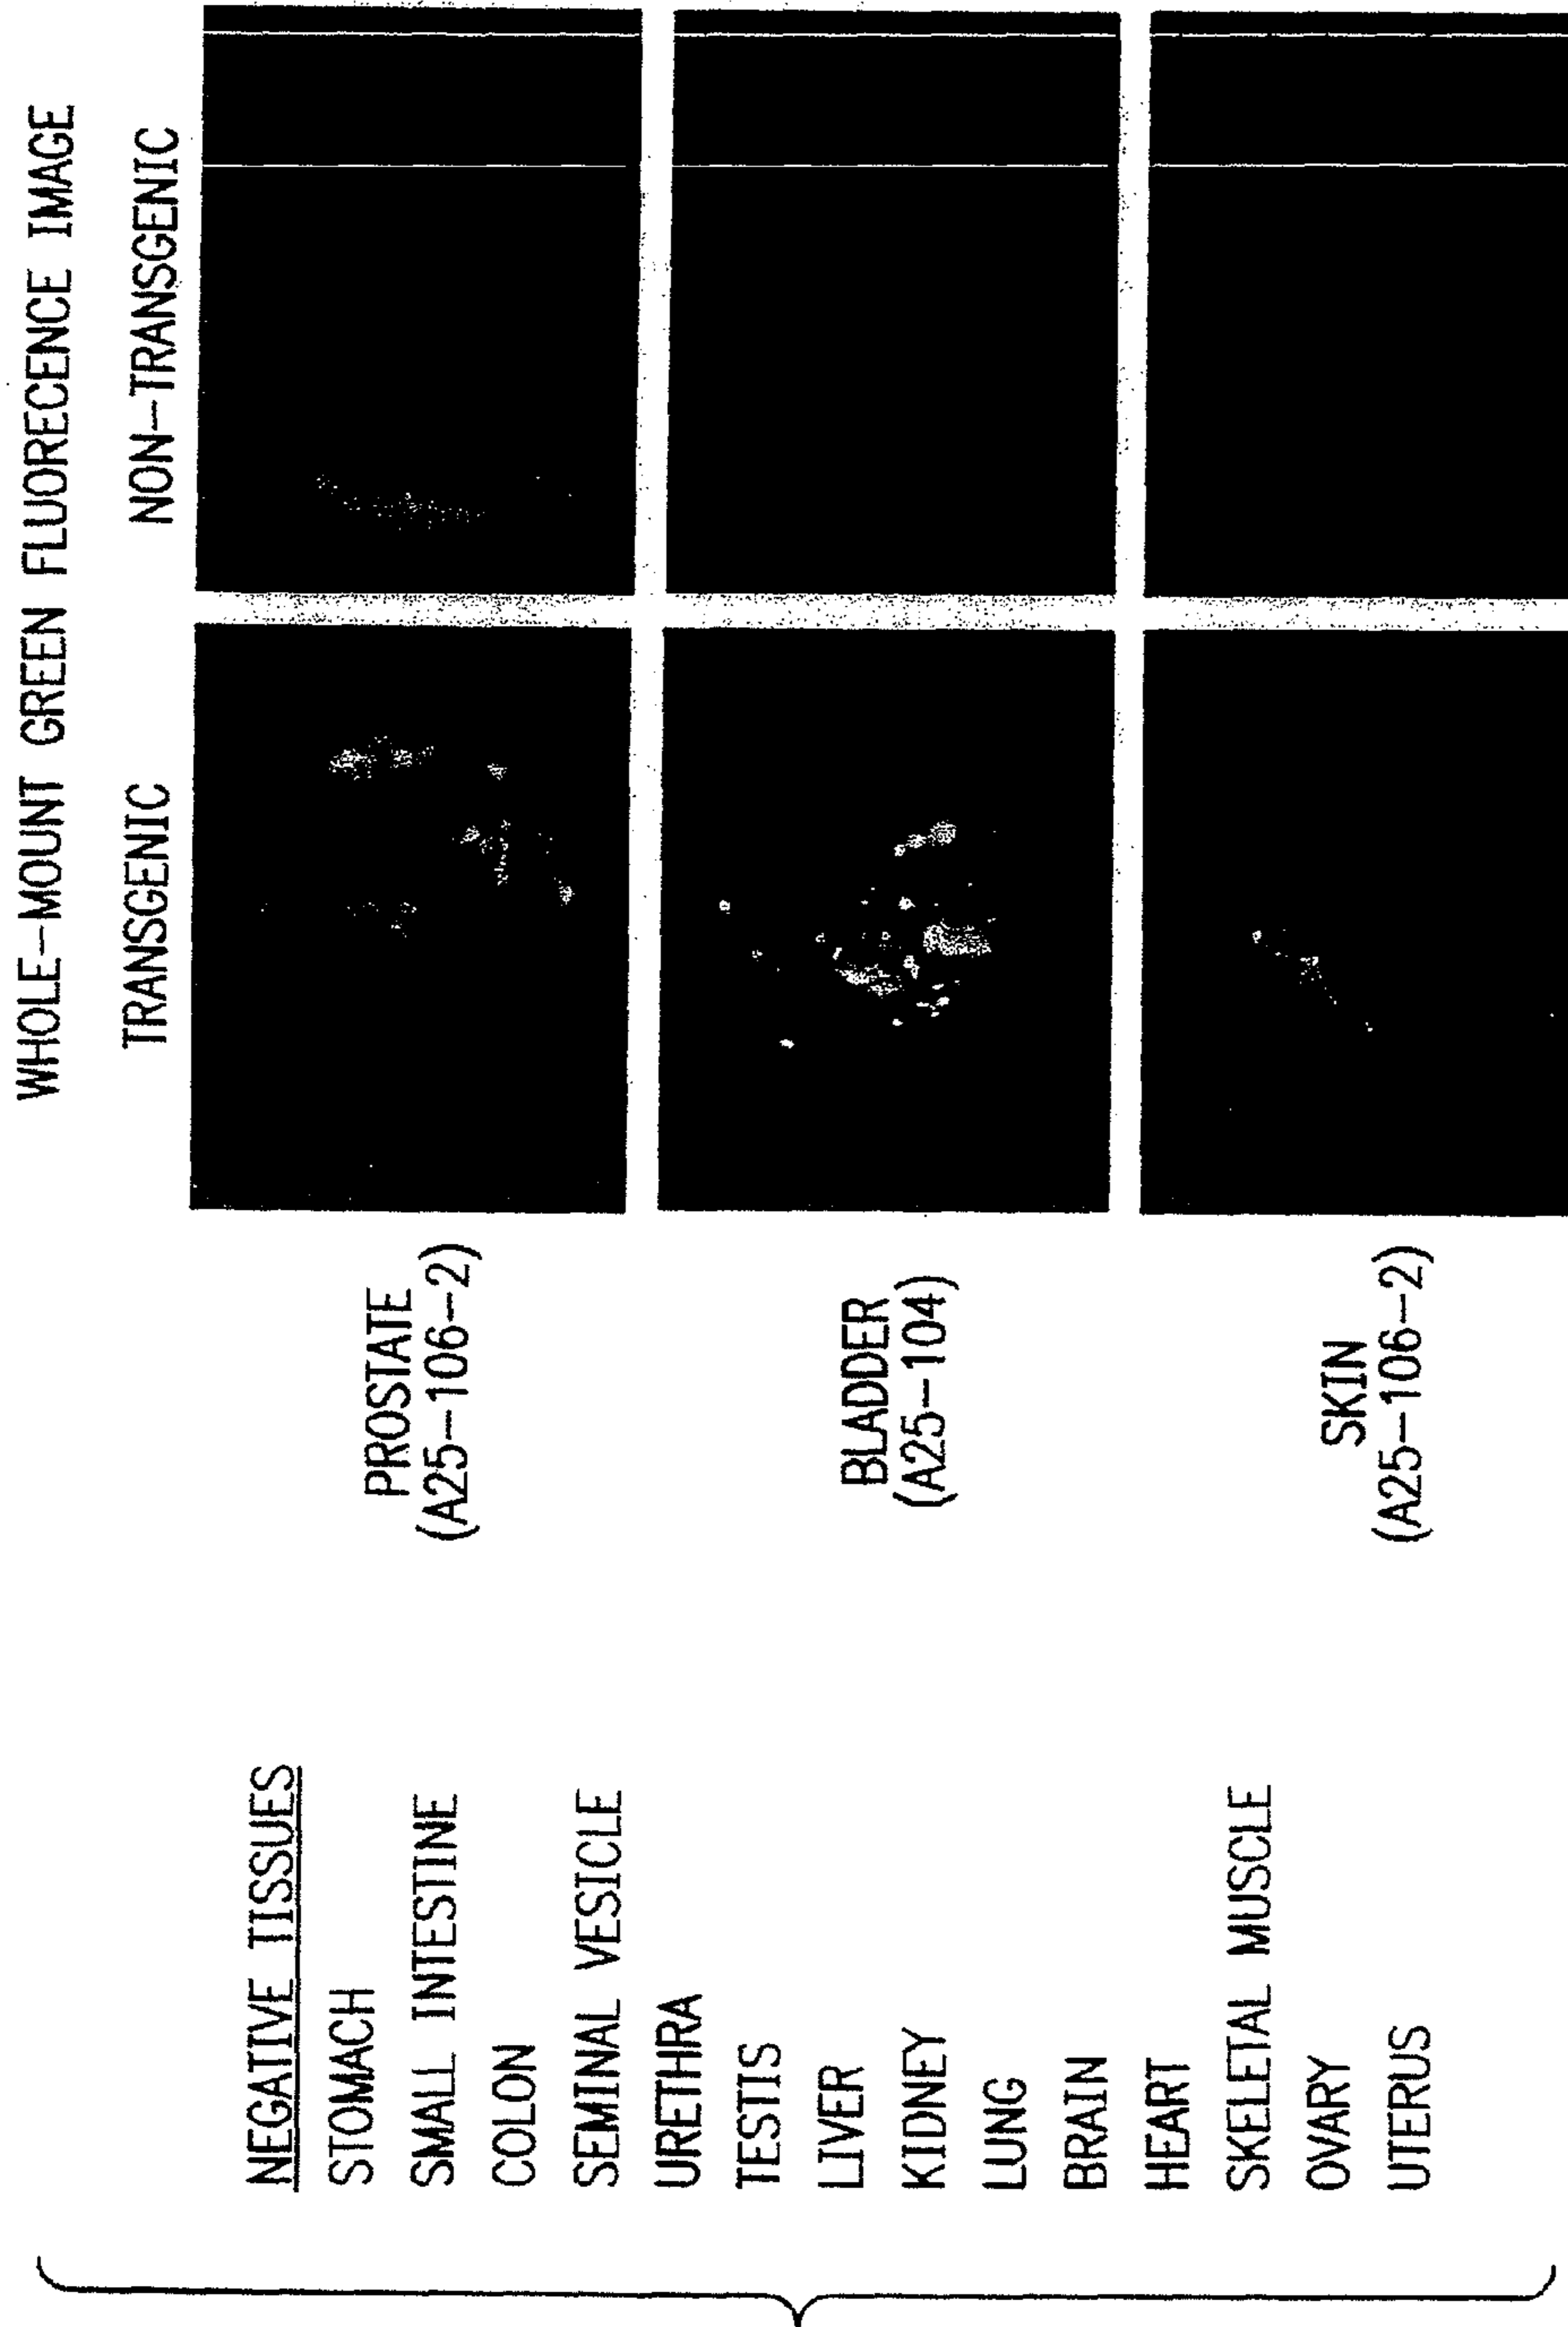 WHOLE-MOUNT GREEN FLUORECENCE IMAGE
TRANSGENIC
NON-TRANSGENIC
PROSTATE
(A25-106-2)
BLADDER
(A25-104)
SKIN
(A25-106-2)
NEGATIVE TISSUES
STOMACH
SMALL INTESTINE
COLON
SEMINAL VESICLE
URETHRA
TESTIS
LIVER
KIDNEY
LUNG
BRAIN
HEART
SKELETAL MUSCLE
OVARY
UTERUS